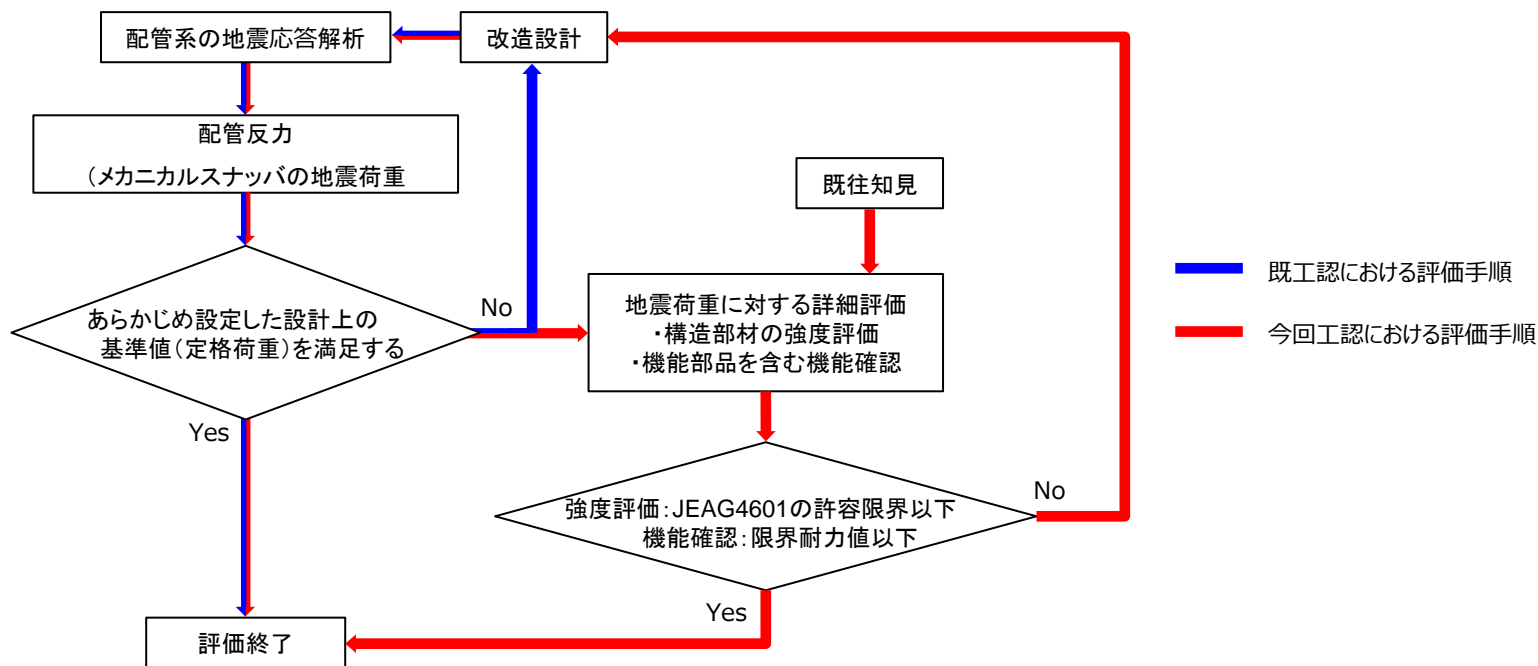 配管系の地震応答解析
改造設計
配管反力
(メカニカルスナッバの地震荷重
既往知見
No
あらかじめ設定した設計上の
基準値(定格荷重)を満足する
地震荷重に対する詳細評価
・構造部材の強度評価
・機能部品を含む機能確認
既工認における評価手順
今回工認における評価手順
Yes
強度評価:JEAG4601の許容限界以下
機能確認:限界耐力値以下
No
Yes
評価終了